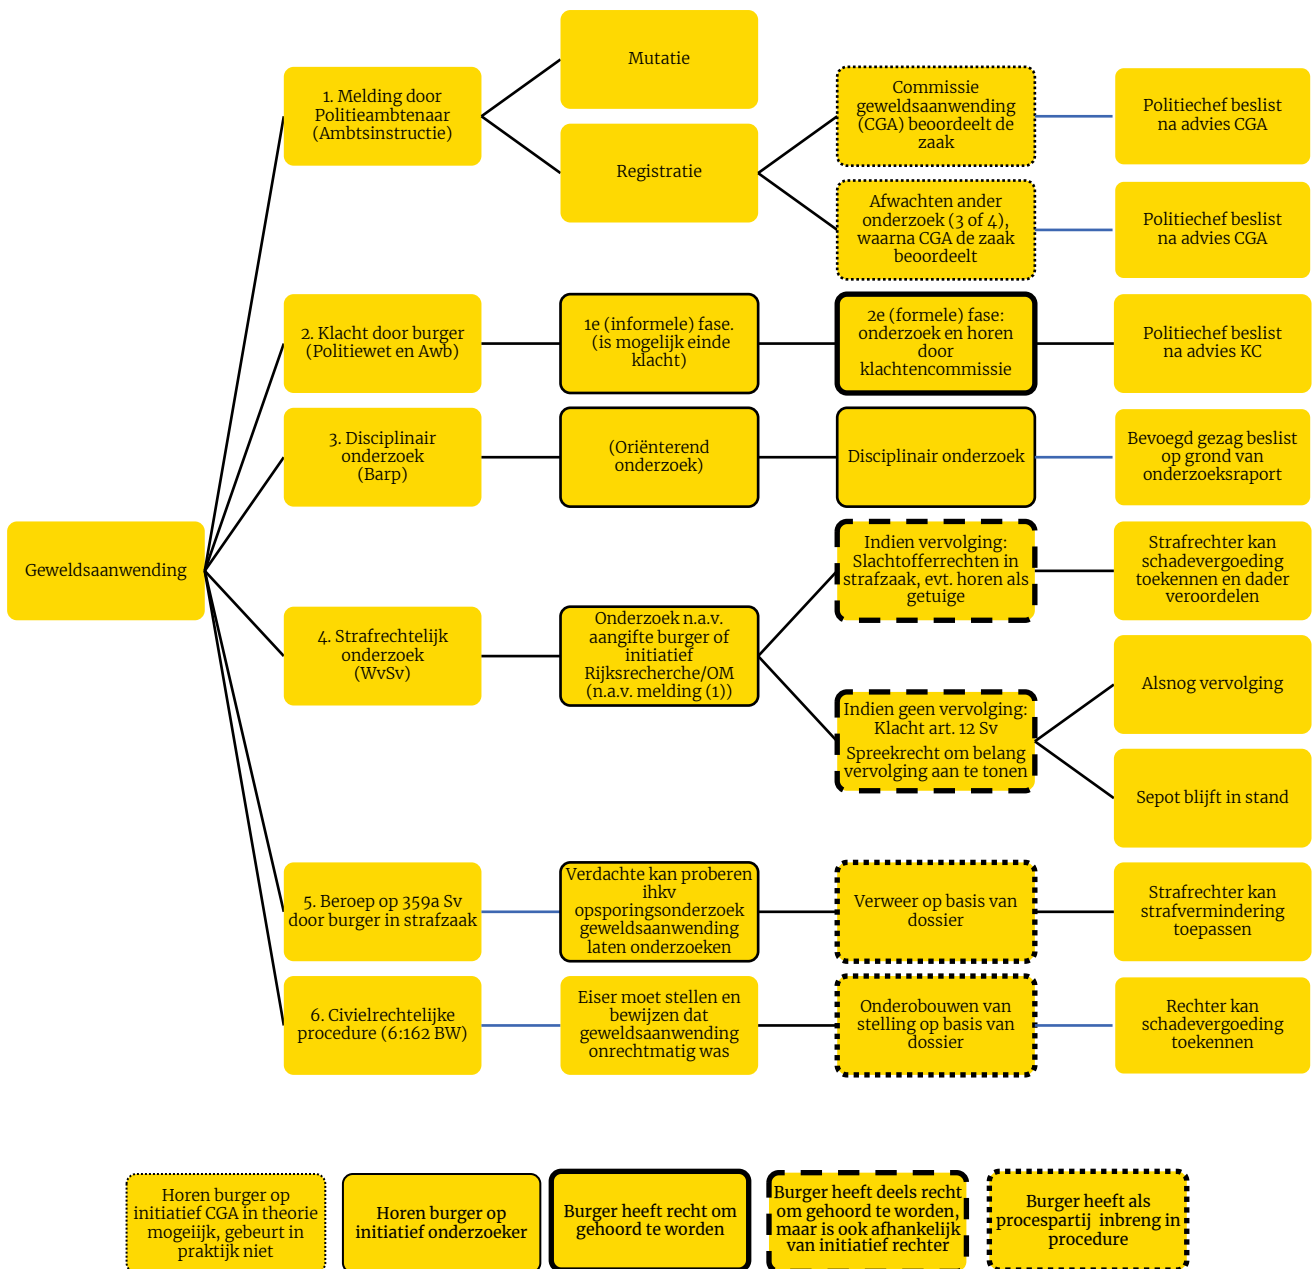 Geweldsaanwending
1. Melding door
Politieambtenaar
(Ambtsinstructie)
Mutatie
Registratie
Commissie
geweldsaanwending
(CGA) beoordeelt de
zaak
Politiechef beslist
na advies CGA
Afwachten ander
onderzoek (3 of 4),
waarna CGA de zaak
beoordeelt
Politiechef beslist
na advies CGA
2. Klacht door burger
(Politiewet en Awb)
1e (informele) fase.
(is mogelijk einde
klacht)
2e (formele) fase:
onderzoek en horen
door
klachtencommissie
Politiechef beslist
na advies KC
3. Disciplinair
onderzoek
(Barp)
(Oriënterend
onderzoek)
Disciplinair onderzoek
Bevoegd gezag beslist
op grond van
onderzoeksraport
4. Strafrechtelijk
onderzoek
(WvSv)
Onderzoek n.a.v.
aangifte burger of
initiatief
Rijksrecherche/OM
(n.a.v. melding (1))
Indien vervolging:
Slachtofferrechten in
strafzaak, evt. horen als
getuige
Strafrechter kan
schadevergoeding
toekennen en dader
veroordelen
Indien geen vervolging:
Klacht art. 12 Sv
Spreekrecht om belang
vervolging aan te tonen
Alsnog vervolging
Sepot blijft in stand
5. Beroep op 359a Sv
door burger in strafzaak
Verdachte kan proberen
ihkv
opsporingsonderzoek
geweldsaanwending
laten onderzoeken
Verweer op basis van
dossier
Strafrechter kan
strafvermindering
toepassen
6. Civielrechtelijke
procedure (6:162 BW)
Eiser moet stellen en
bewijzen dat
geweldsaanwending
onrechtmatig was
Onderobouwen van
stelling op basis van
dossier
Rechter kan
schadevergoeding
toekennen
Horen burger op
initiatief CGA in theorie
mogeiijk, gebeurt in
praktijk niet
Horen burger op
initiatief onderzoeker
Burger heeft recht om
gehoord te worden
Burger heeft deels recht
om gehoord te worden,
maar is ook afhankelijk
van initiatief rechter
Burger heeft als
procespartij inbreng in
procedure